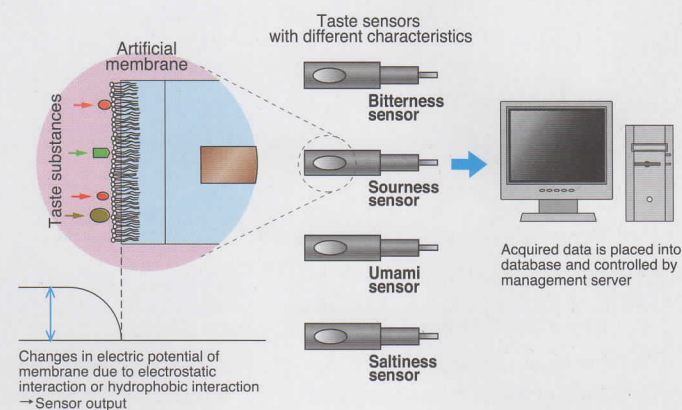 Taste sensors
with different characteristics
Artificial
membrane
Taste substances
Bitterness
sensor
Sourness
sensor
Umami
sensor
Saltiness
sensor
Acquired data is placed into
database and controlled by
management server
Changes in electric potential of
membrane due to electrostatic
interaction or hydrophobic interaction
→Sensor output